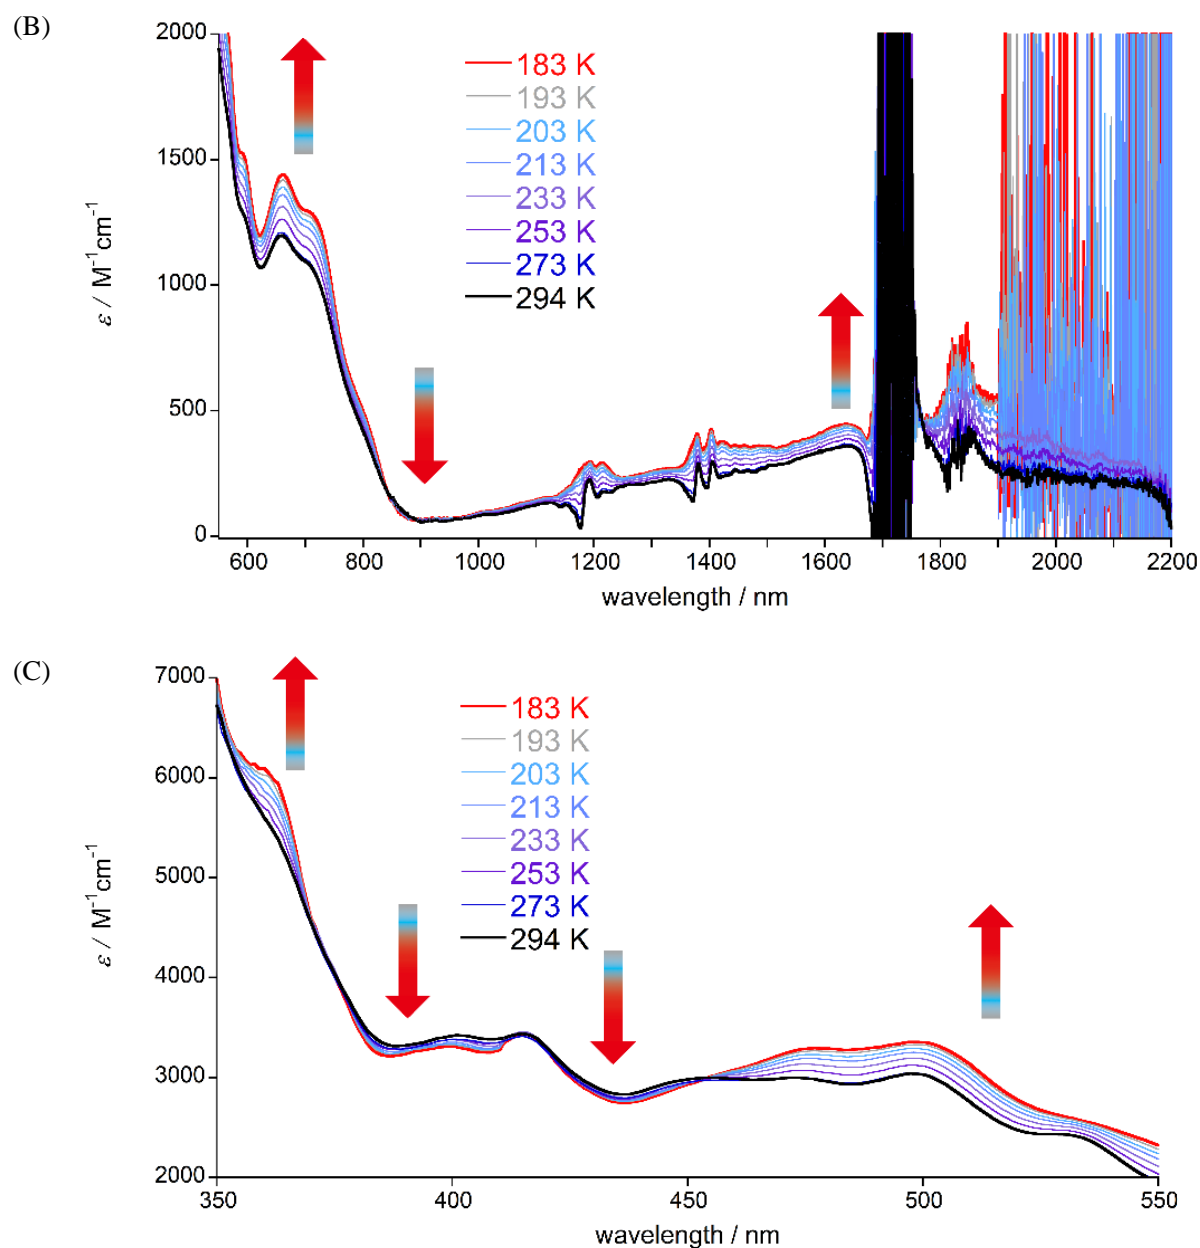 (B)
2000
1500
1000
500
0
ε / M⁻¹cm⁻¹
183 K
193 K
203 K
213 K
233 K
253 K
273 K
294 K
600 800 1000 1200 1400 1600 1800 2000 2200
wavelength / nm
(C)
7000
6000
5000
4000
3000
2000
ε / M⁻¹cm⁻¹
183 K
193 K
203 K
213 K
233 K
253 K
273 K
294 K
350 400 450 500 550
wavelength / nm